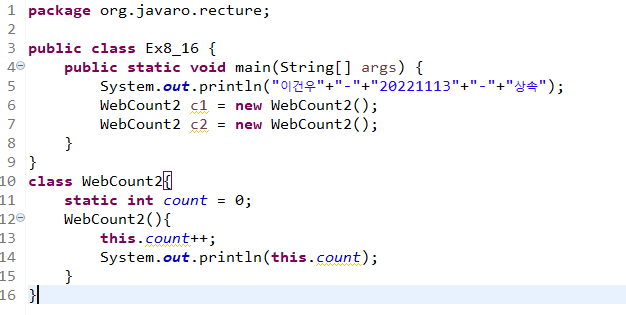 1 package org.javaro.recture;
2
3 public class Ex8_16 {
4 public static void main(String[] args) {
5 System.out.println("이건우"+"-"+"20221113"+"-"+"상속");
6 WebCount2 c1 = new WebCount2();
7 WebCount2 c2 = new WebCount2();
8 }
9 }
10 class WebCount2{
11 static int count = 0;
12 WebCount2(){
13 this.count++;
14 System.out.println(this.count);
15 }
16 }